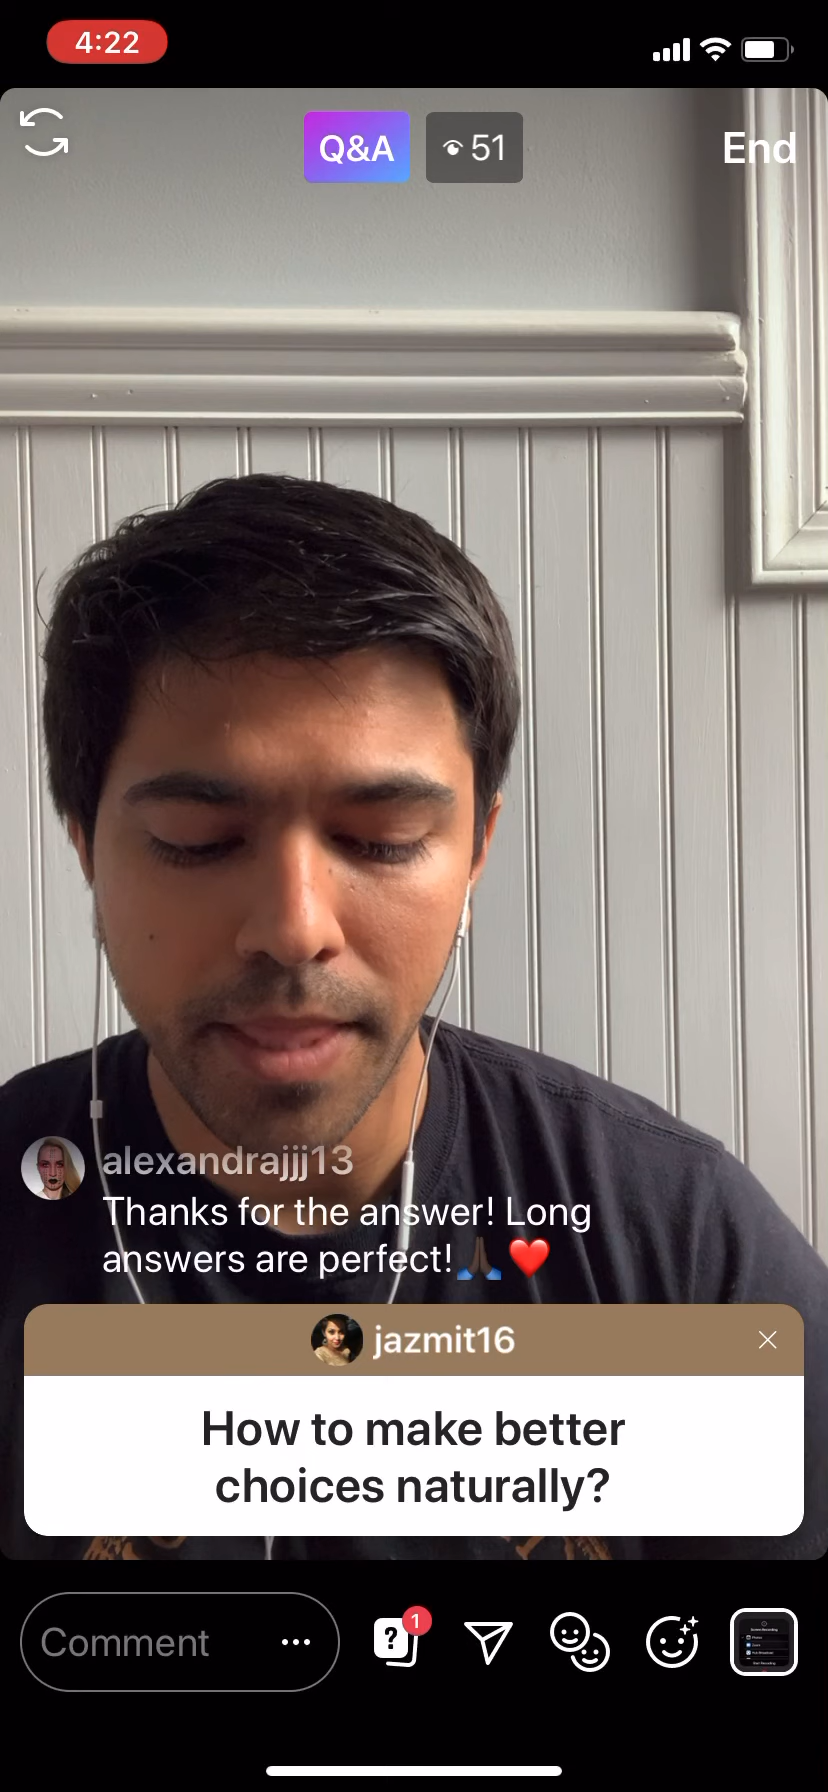 4:22
Q&A
51
End
alexandrajjj13
Thanks for the answer! Long
answers are perfect!🙏🏿❤️
jazmit16
How to make better
choices naturally?
Comment
1
?